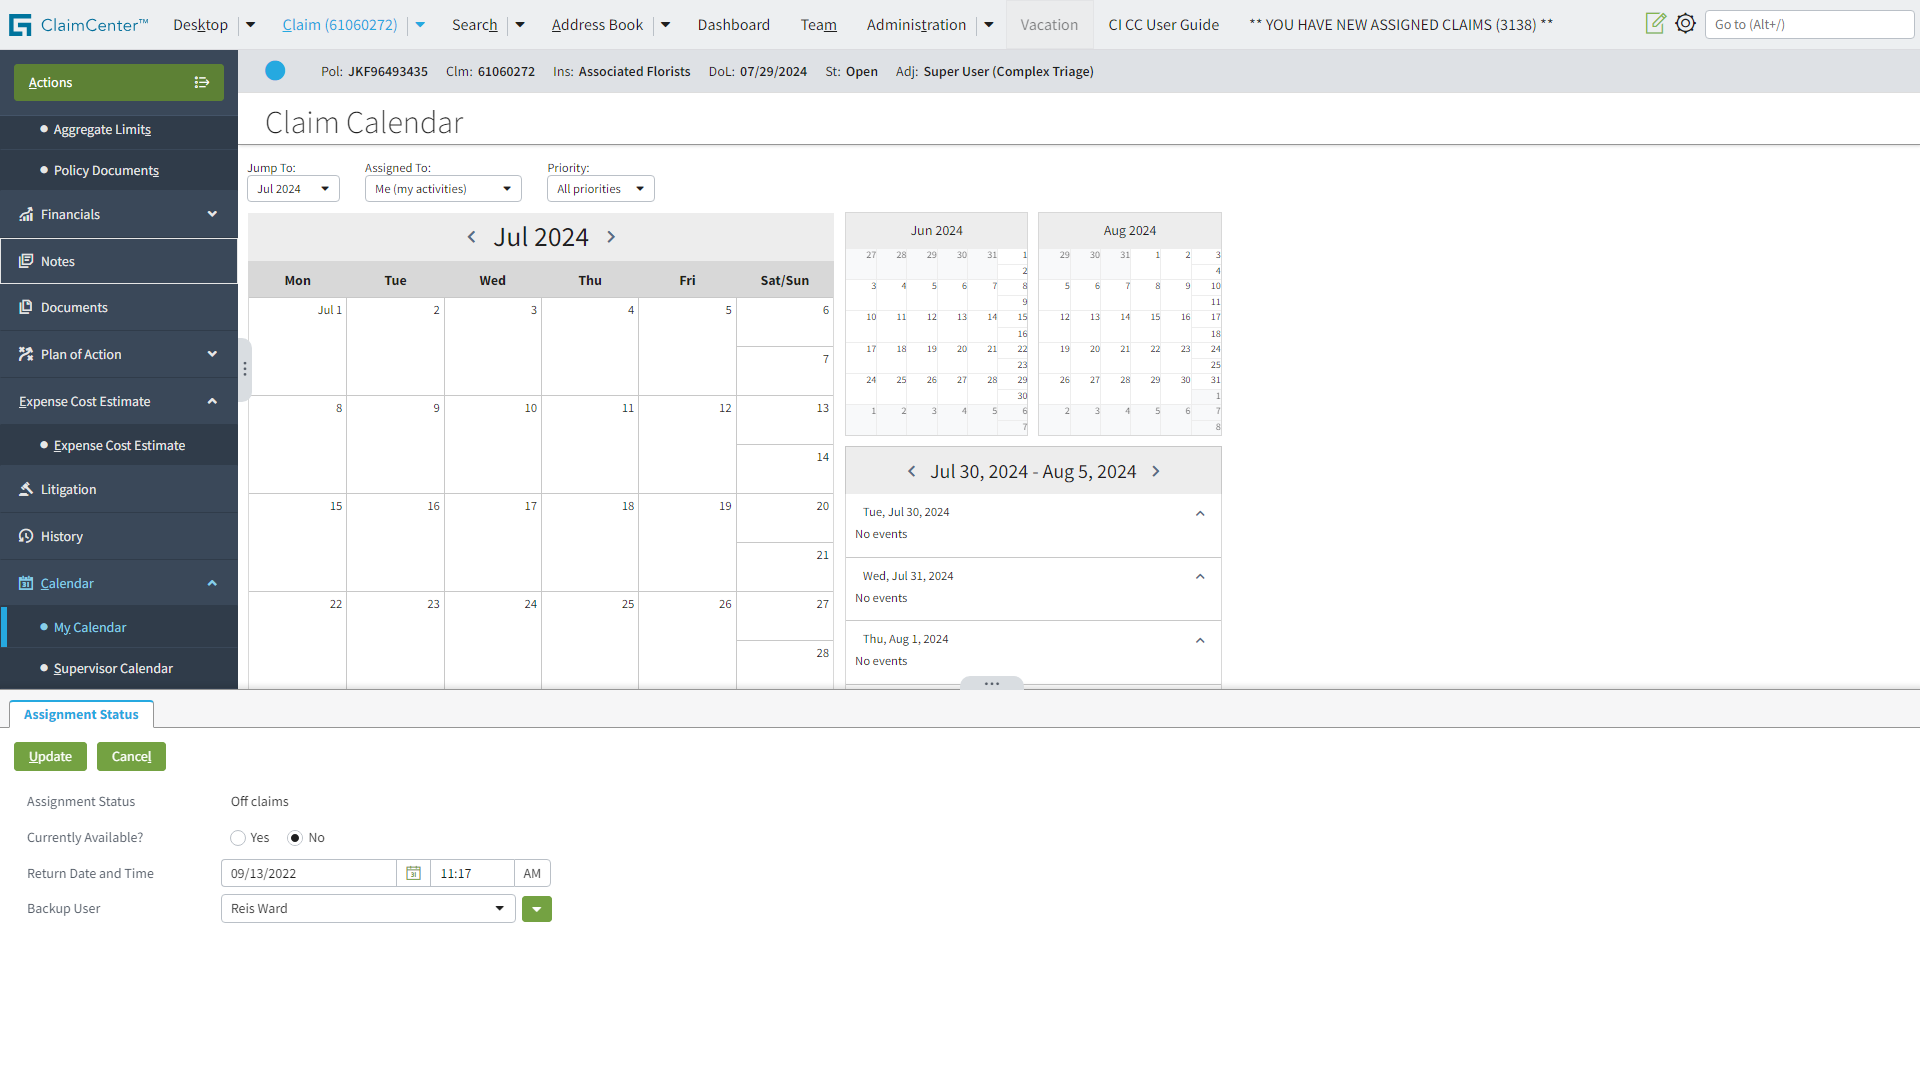 ClaimCenter™ Desktop Claim (61060272) Search Address Book Dashboard Team Administration Vacation CI CC User Guide ** YOU HAVE NEW ASSIGNED CLAIMS (3138) ** Go to (Alt+/)
Pol: JKF96493435 Clm: 61060272 Ins: Associated Florists DoL: 07/29/2024 St: Open Adj: Super User (Complex Triage)
Actions
Aggregate Limits
Policy Documents
Financials
Notes
Documents
Plan of Action
Expense Cost Estimate
Expense Cost Estimate
Litigation
History
Calendar
My Calendar
Supervisor Calendar
Claim Calendar
Jump To: Assigned To: Priority:
Jul 2024 Me (my activities) All priorities
Jul 2024
Mon Tue Wed Thu Fri Sat/Sun
Jul 1 2 3 4 5 6
7
8 9 10 11 12 13
14
15 16 17 18 19 20
21
22 23 24 25 26 27
28
Jun 2024
27 28 29 30 31 1
2
3 4 5 6 7 8
9
10 11 12 13 14 15
16
17 18 19 20 21 22
23
24 25 26 27 28 29
30
1 2 3 4 5 6
7
Aug 2024
29 30 31 1 2 3
4
5 6 7 8 9 10
11
12 13 14 15 16 17
18
19 20 21 22 23 24
25
26 27 28 29 30 31
1
2 3 4 5 6 7
8
Jul 30, 2024 - Aug 5, 2024
Tue, Jul 30, 2024
No events
Wed, Jul 31, 2024
No events
Thu, Aug 1, 2024
No events
Assignment Status
Update Cancel
Assignment Status Off claims
Currently Available? Yes No
Return Date and Time 09/13/2022 31 11:17 AM
Backup User Reis Ward